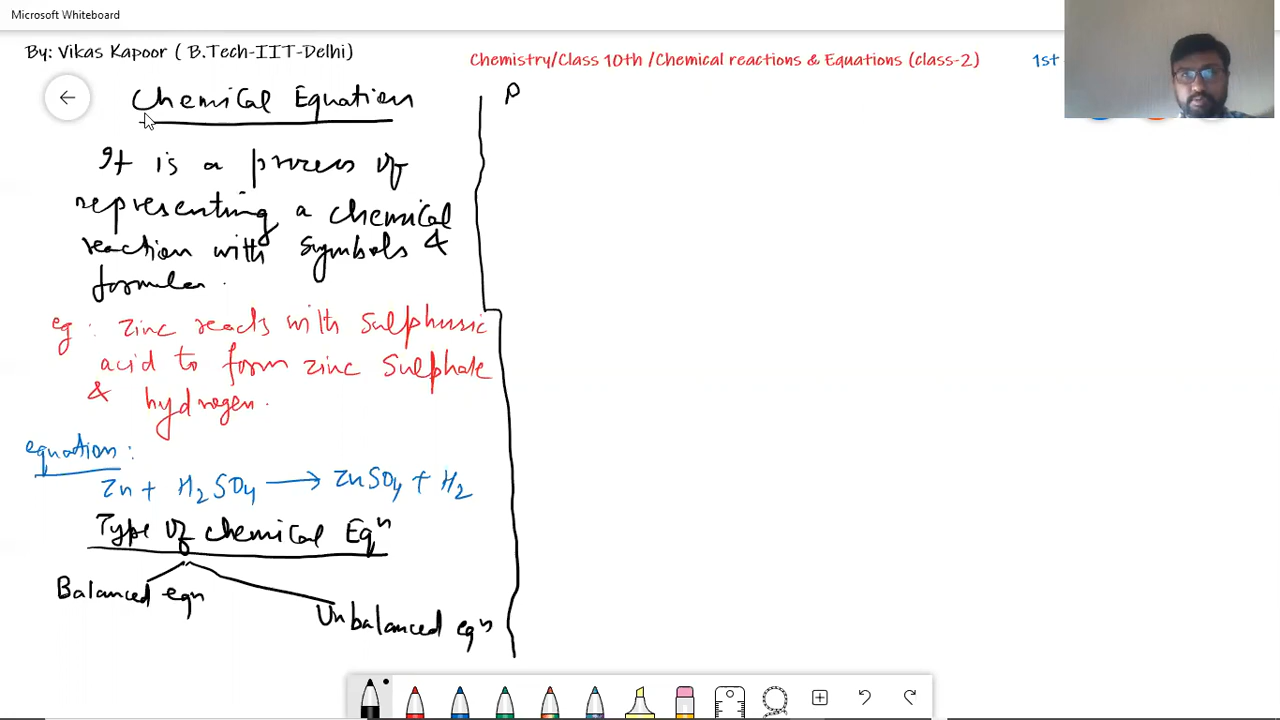 Microsoft Whiteboard
By: Vikas Kapoor ( B.Tech-IIT-Delhi)
Chemistry/Class 10th /Chemical reactions & Equations (class-2)
1st
Chemical Equation
It is a process of
representing a chemical
reaction with symbols &
formulae.
eg: Zinc reacts with Sulphuric
acid to form zinc Sulphate
& hydrogen.
equation:
Zn + H2SO4 → ZnSO4 + H2
Type of chemical Eqn
Balanced eqn
Unbalanced eqn
P